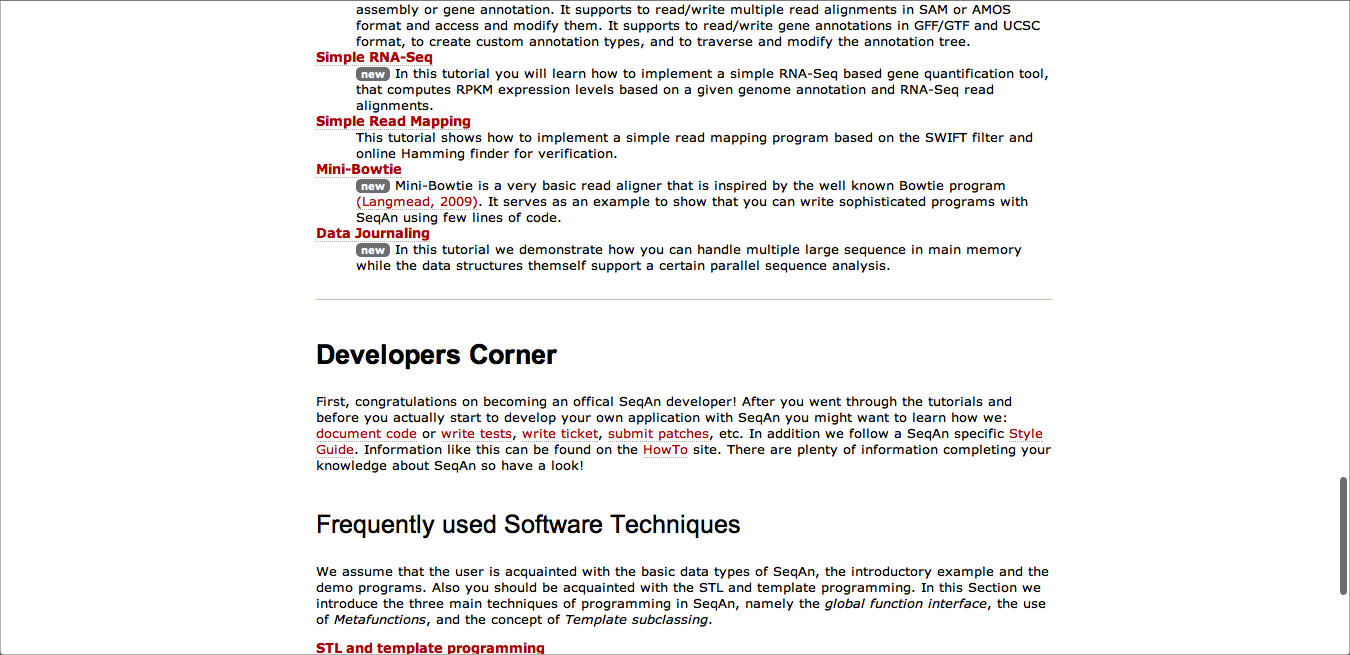 assembly or gene annotation. It supports to read/write multiple read alignments in SAM or AMOS
format and access and modify them. It supports to read/write gene annotations in GFF/GTF and UCSC
format, to create custom annotation types, and to traverse and modify the annotation tree.
Simple RNA-Seq
new In this tutorial you will learn how to implement a simple RNA-Seq based gene quantification tool,
that computes RPKM expression levels based on a given genome annotation and RNA-Seq read
alignments.
Simple Read Mapping
This tutorial shows how to implement a simple read mapping program based on the SWIFT filter and
online Hamming finder for verification.
Mini-Bowtie
new Mini-Bowtie is a very basic read aligner that is inspired by the well known Bowtie program
(Langmead, 2009). It serves as an example to show that you can write sophisticated programs with
SeqAn using few lines of code.
Data Journaling
new In this tutorial we demonstrate how you can handle multiple large sequence in main memory
while the data structures themself support a certain parallel sequence analysis.
Developers Corner
First, congratulations on becoming an offical SeqAn developer! After you went through the tutorials and
before you actually start to develop your own application with SeqAn you might want to learn how we:
document code or write tests, write ticket, submit patches, etc. In addition we follow a SeqAn specific Style
Guide. Information like this can be found on the HowTo site. There are plenty of information completing your
knowledge about SeqAn so have a look!
Frequently used Software Techniques
We assume that the user is acquainted with the basic data types of SeqAn, the introductory example and the
demo programs. Also you should be acquainted with the STL and template programming. In this Section we
introduce the three main techniques of programming in SeqAn, namely the global function interface, the use
of Metafunctions, and the concept of Template subclassing.
STL and template programming